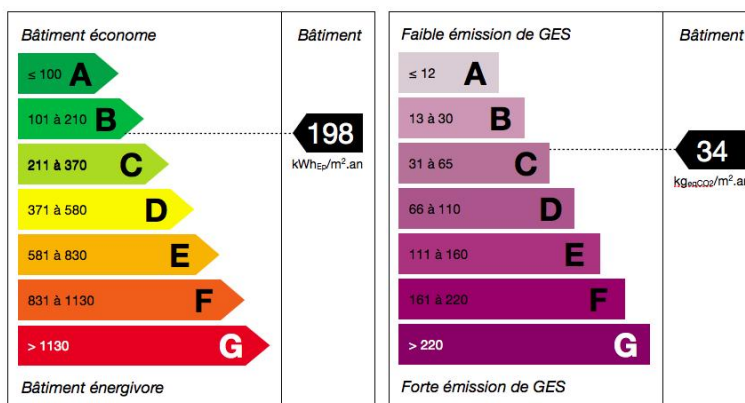 Bâtiment économe
Bâtiment
≤ 100 A
101 à 210 B
198
kWhEP/m².an
211 à 370 C
371 à 580 D
581 à 830 E
831 à 1130 F
> 1130 G
Bâtiment énergivore
Faible émission de GES
Bâtiment
≤ 12 A
13 à 30 B
31 à 65 C
34
kgeqCO2/m².an
66 à 110 D
111 à 160 E
161 à 220 F
> 220 G
Forte émission de GES